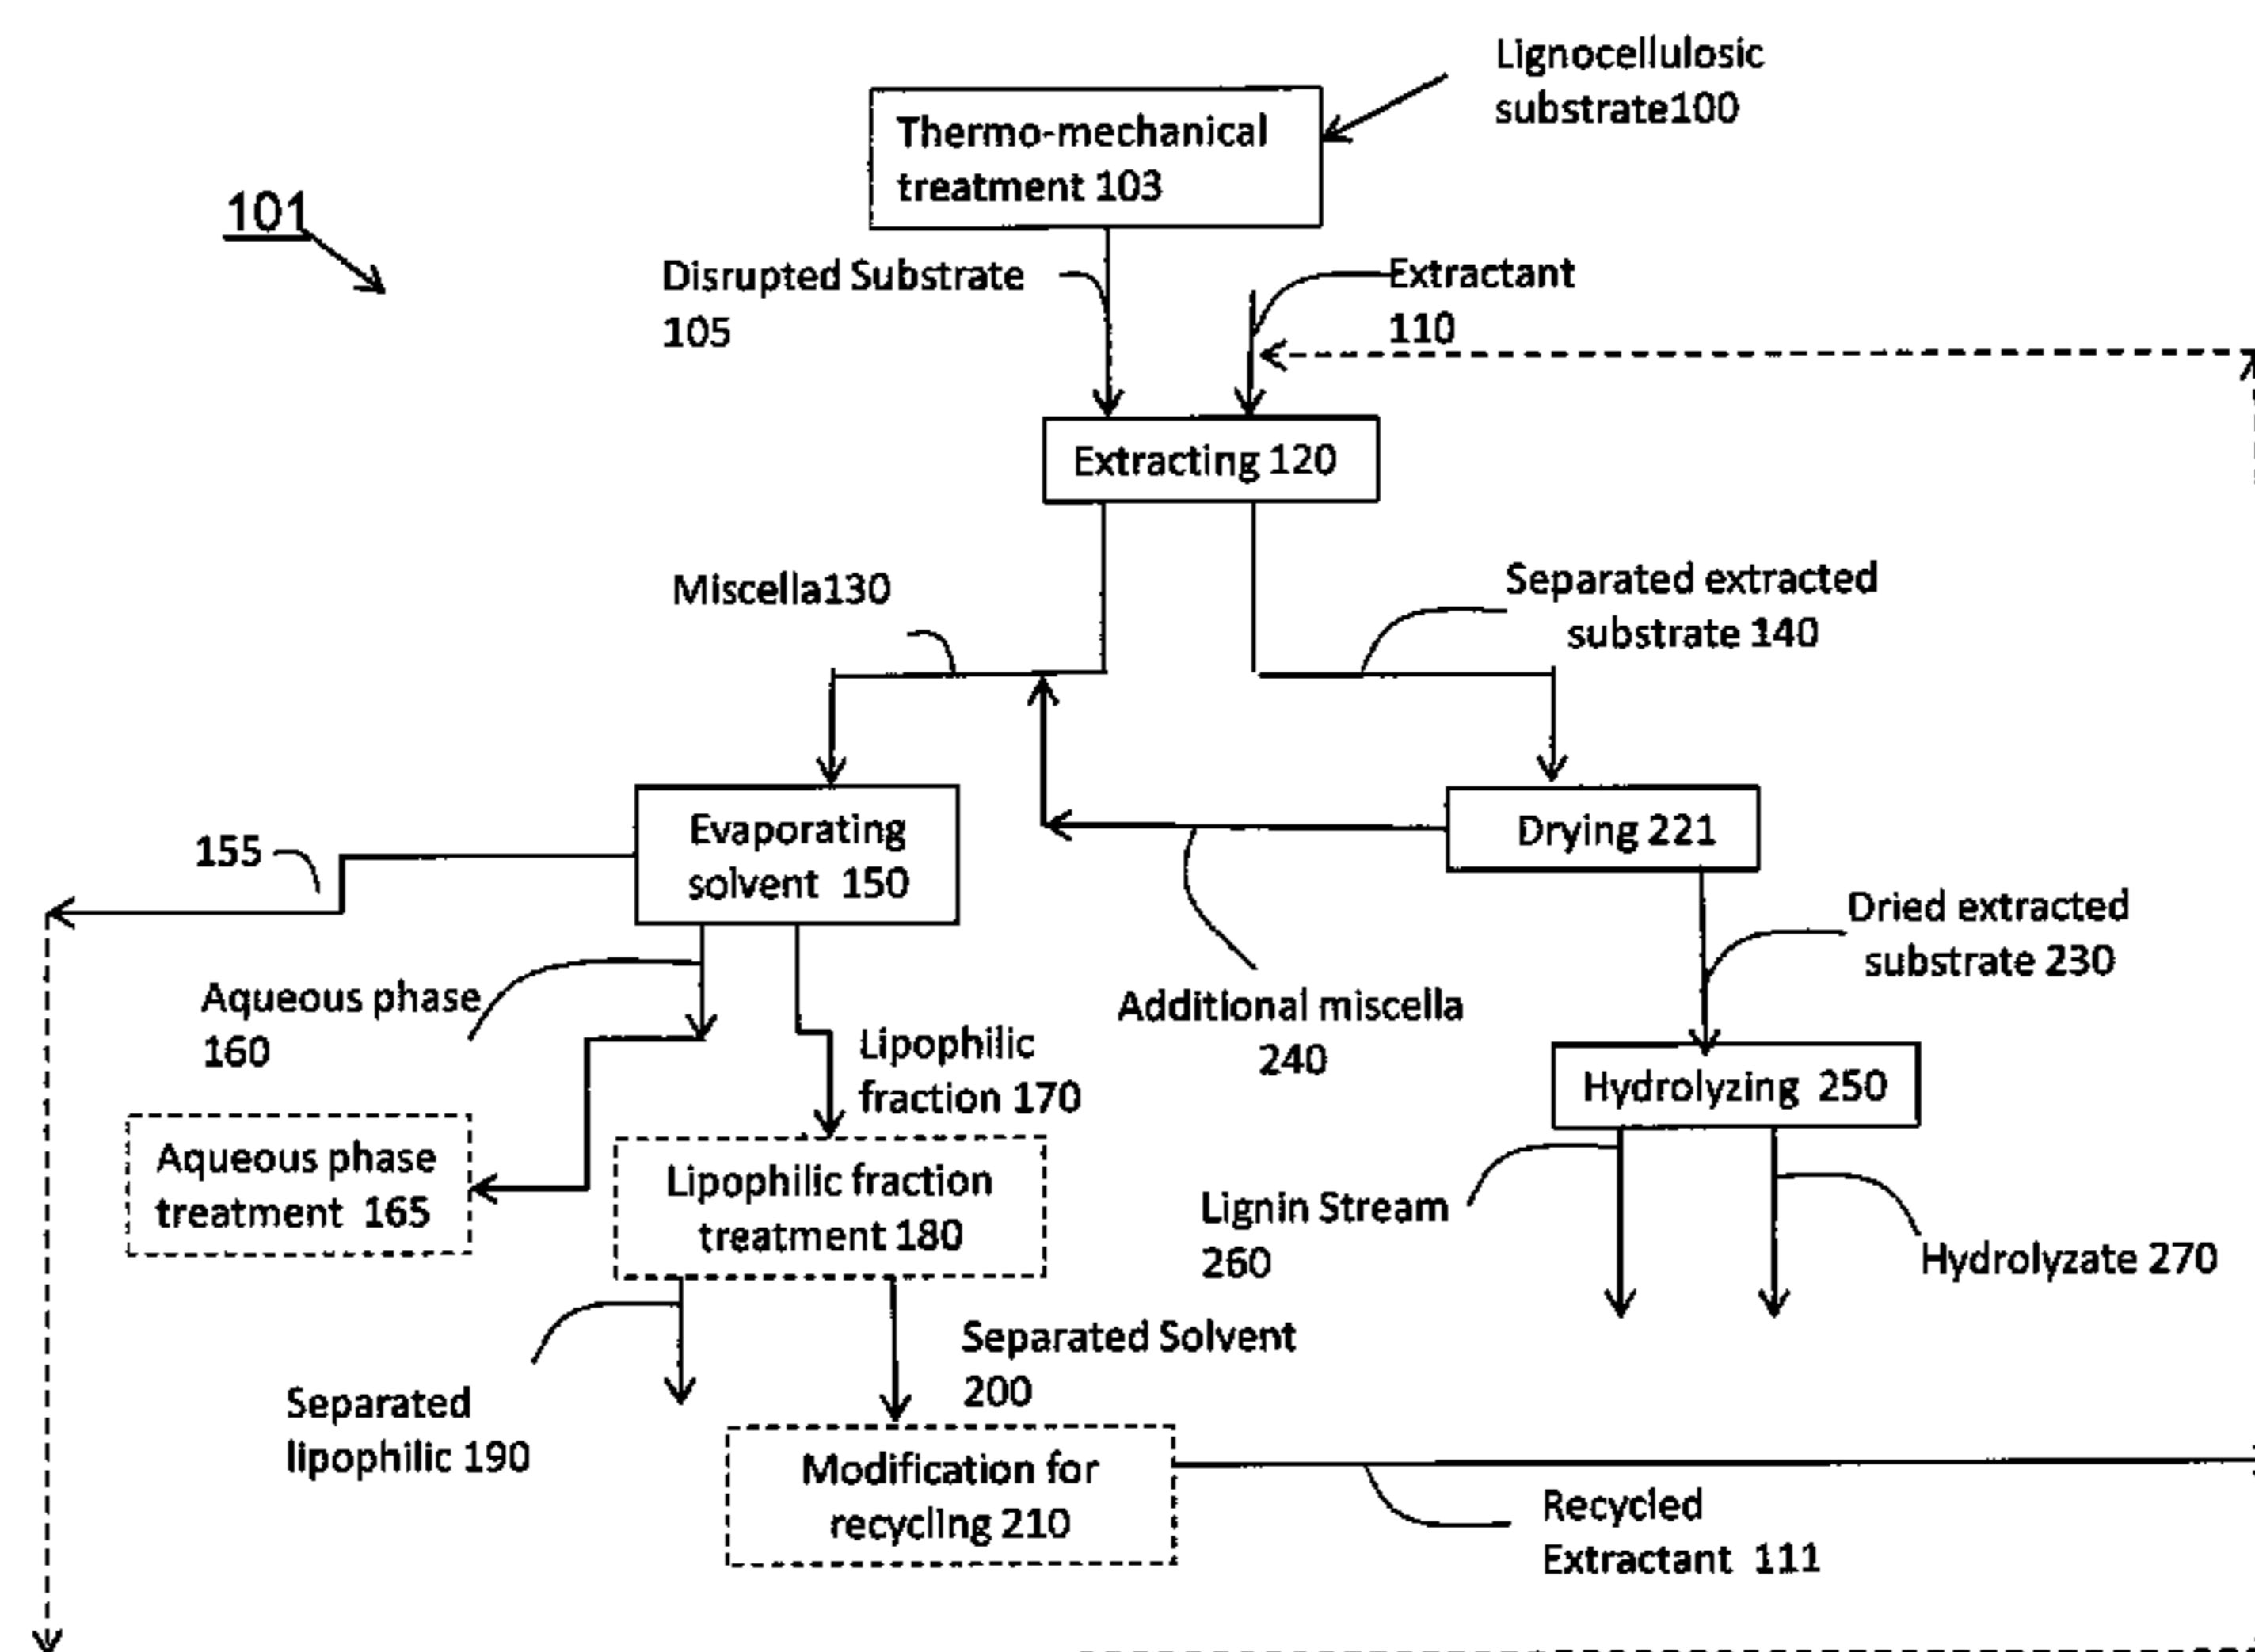 Lignocellulosic
substrate100
Thermo-mechanical
treatment 103
101
Disrupted Substrate
105
Extractant
110
Extracting 120
Miscella130
Separated extracted
substrate 140
Evaporating
solvent 150
Drying 221
155
Dried extracted
substrate 230
Aqueous phase
160
Additional miscella
240
Lipophilic
fraction 170
Hydrolyzing 250
Aqueous phase
treatment 165
Lipophilic fraction
treatment 180
Lignin Stream
260
Hydrolyzate 270
Separated Solvent
200
Separated
lipophilic 190
Modification for
recycling 210
Recycled
Extractant 111